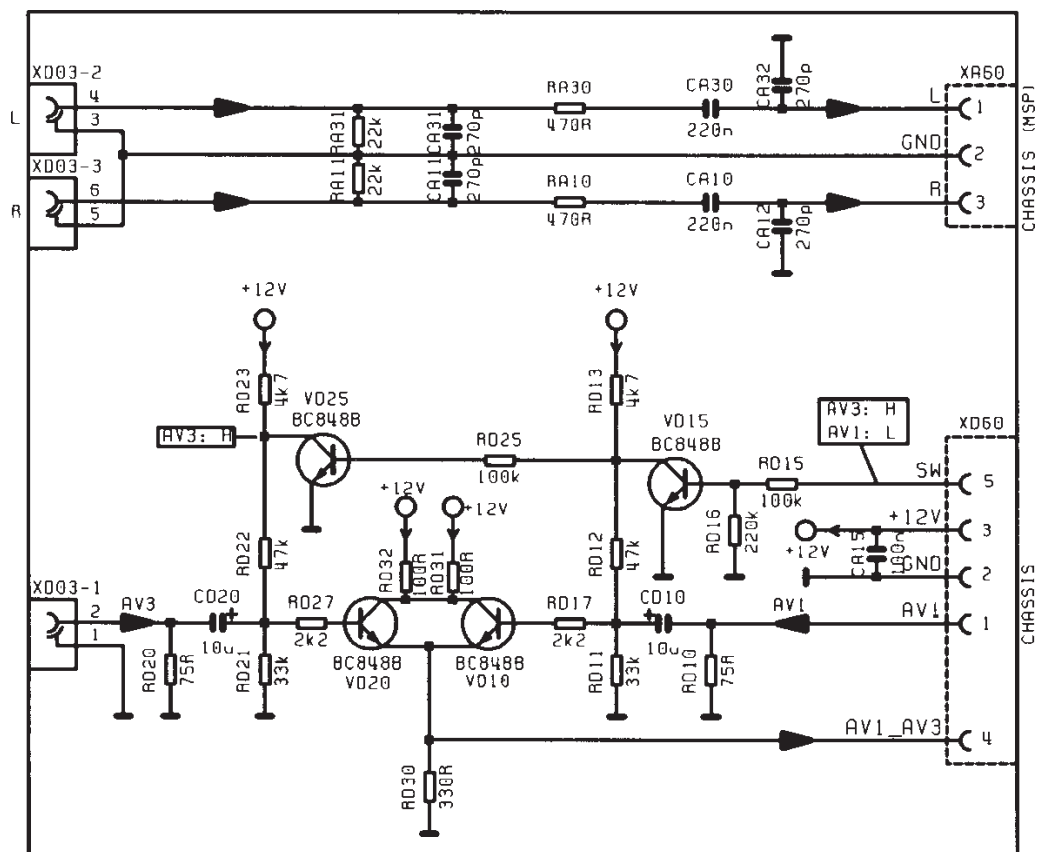 XD03-2
4
3
L
XD03-3
6
5
R
RA31
22k
RA11
22k
CA31
270p
CA11
270p
RA30
470R
CA30
220n
CA32
270p
RA10
470R
CA10
220n
CA12
270p
XA60
L
1
GND
2
R
3
CHASSIS (MSP)
+12V
RD23
4k7
VD25
BC848B
AV3: H
RD25
100k
+12V
RD13
4k7
VD15
BC848B
AV3: H
AV1: L
XD60
SW
5
RD15
100k
RD16
220k
+12V
3
+12V
CA15
100n
GND
2
AV1
1
AV1
CHASSIS
AV1_AV3
4
+12V
+12V
RD32
100R
RD31
100R
RD22
47k
RD12
47k
XD03-1
2
1
AV3
CD20
+
10u
RD20
75R
RD21
33k
RD27
2k2
BC848B
VD20
BC848B
VD10
RD17
2k2
CD10
+
10u
RD11
33k
RD10
75R
RD30
330R